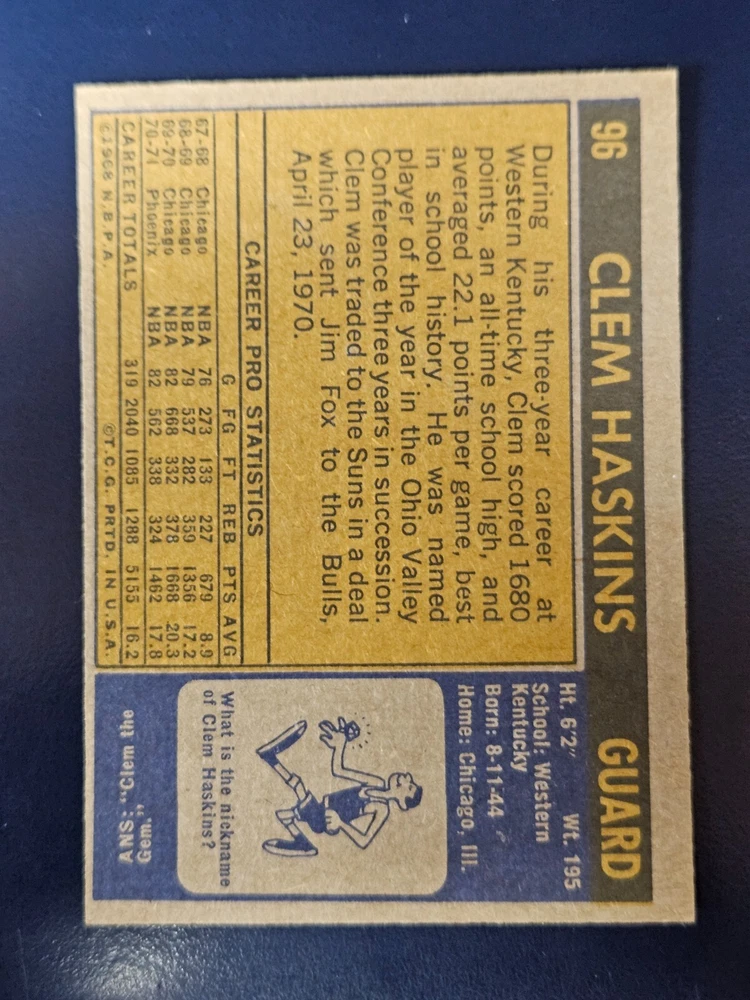 96 CLEM HASKINS GUARD
During his three-year career at
Western Kentucky, Clem scored 1680
points, an all-time school high, and
averaged 22.1 points per game, best
in school history. He was named
player of the year in the Ohio Valley
Conference three years in succession.
Clem was traded to the Suns in a deal
which sent Jim Fox to the Bulls,
April 23, 1970.
CAREER PRO STATISTICS
G FG FT REB PTS AVG
67-68 Chicago NBA 76 273 133 227 679 8.9
68-69 Chicago NBA 79 537 282 359 1356 17.2
69-70 Chicago NBA 82 668 332 378 1668 20.3
70-71 Phoenix NBA 82 562 338 324 1462 17.8
CAREER TOTALS 319 2040 1085 1288 5155 16.2
©1968 N.B.P.A. ©T.C.G. PRTD. IN U.S.A.
Ht. 6'2" Wt. 195
School: Western
Kentucky
Born: 8-11-44
Home: Chicago, Ill.
What is the nickname
of Clem Haskins?
ANS: "Clem the
Gem."